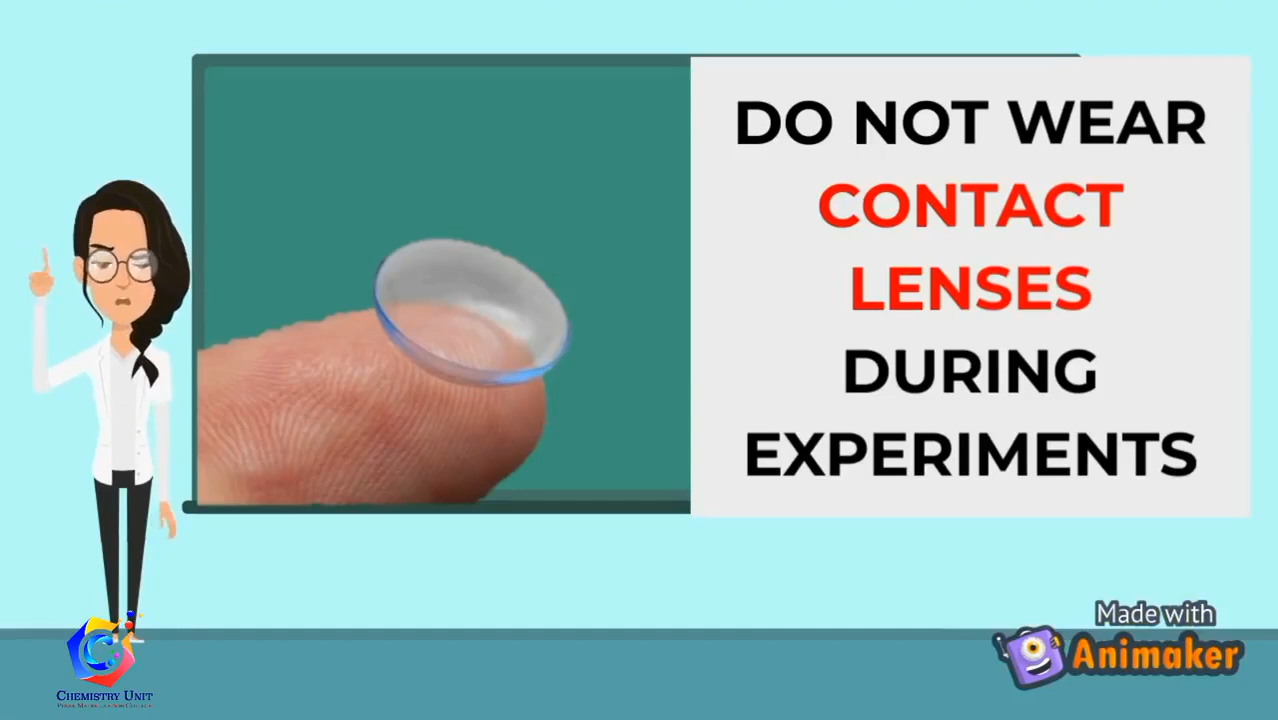 DO NOT WEAR
CONTACT
LENSES
DURING
EXPERIMENTS
Made with
Animaker
CHEMISTRY UNIT